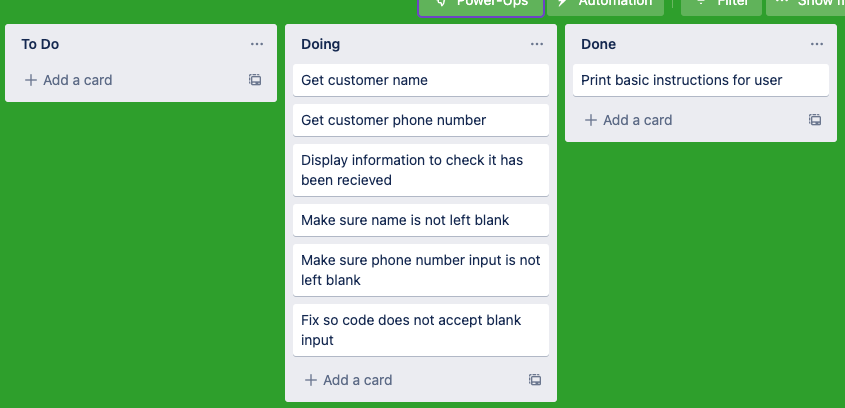 Power-Ups
Automation
Filter
To Do
Add a card
Doing
Get customer name
Get customer phone number
Display information to check it has
been recieved
Make sure name is not left blank
Make sure phone number input is not
left blank
Fix so code does not accept blank
input
Add a card
Done
Print basic instructions for user
Add a card